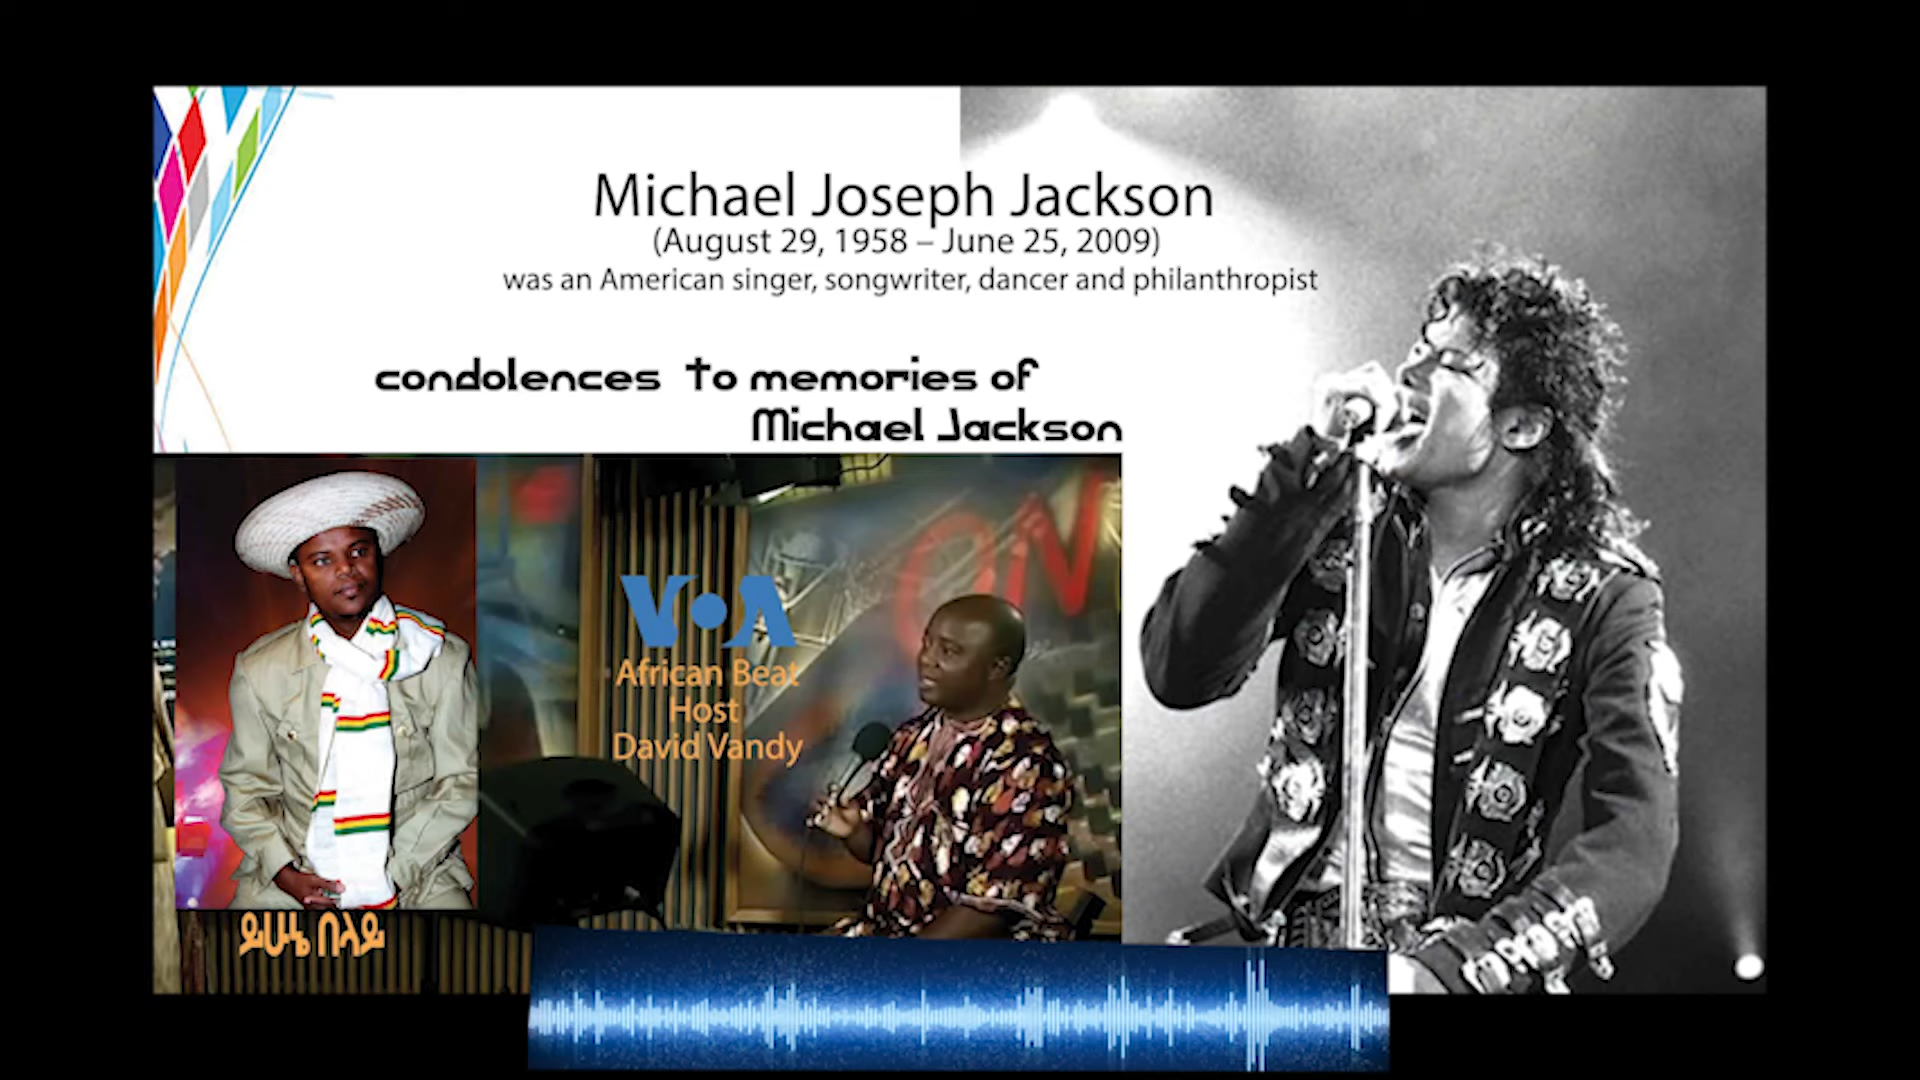 Michael Joseph Jackson
(August 29, 1958 – June 25, 2009)
was an American singer, songwriter, dancer and philanthropist
condolences to memories of
Michael Jackson
VOA
African Beat
Host
David Vandy
ON
ይሁኔ በላይ